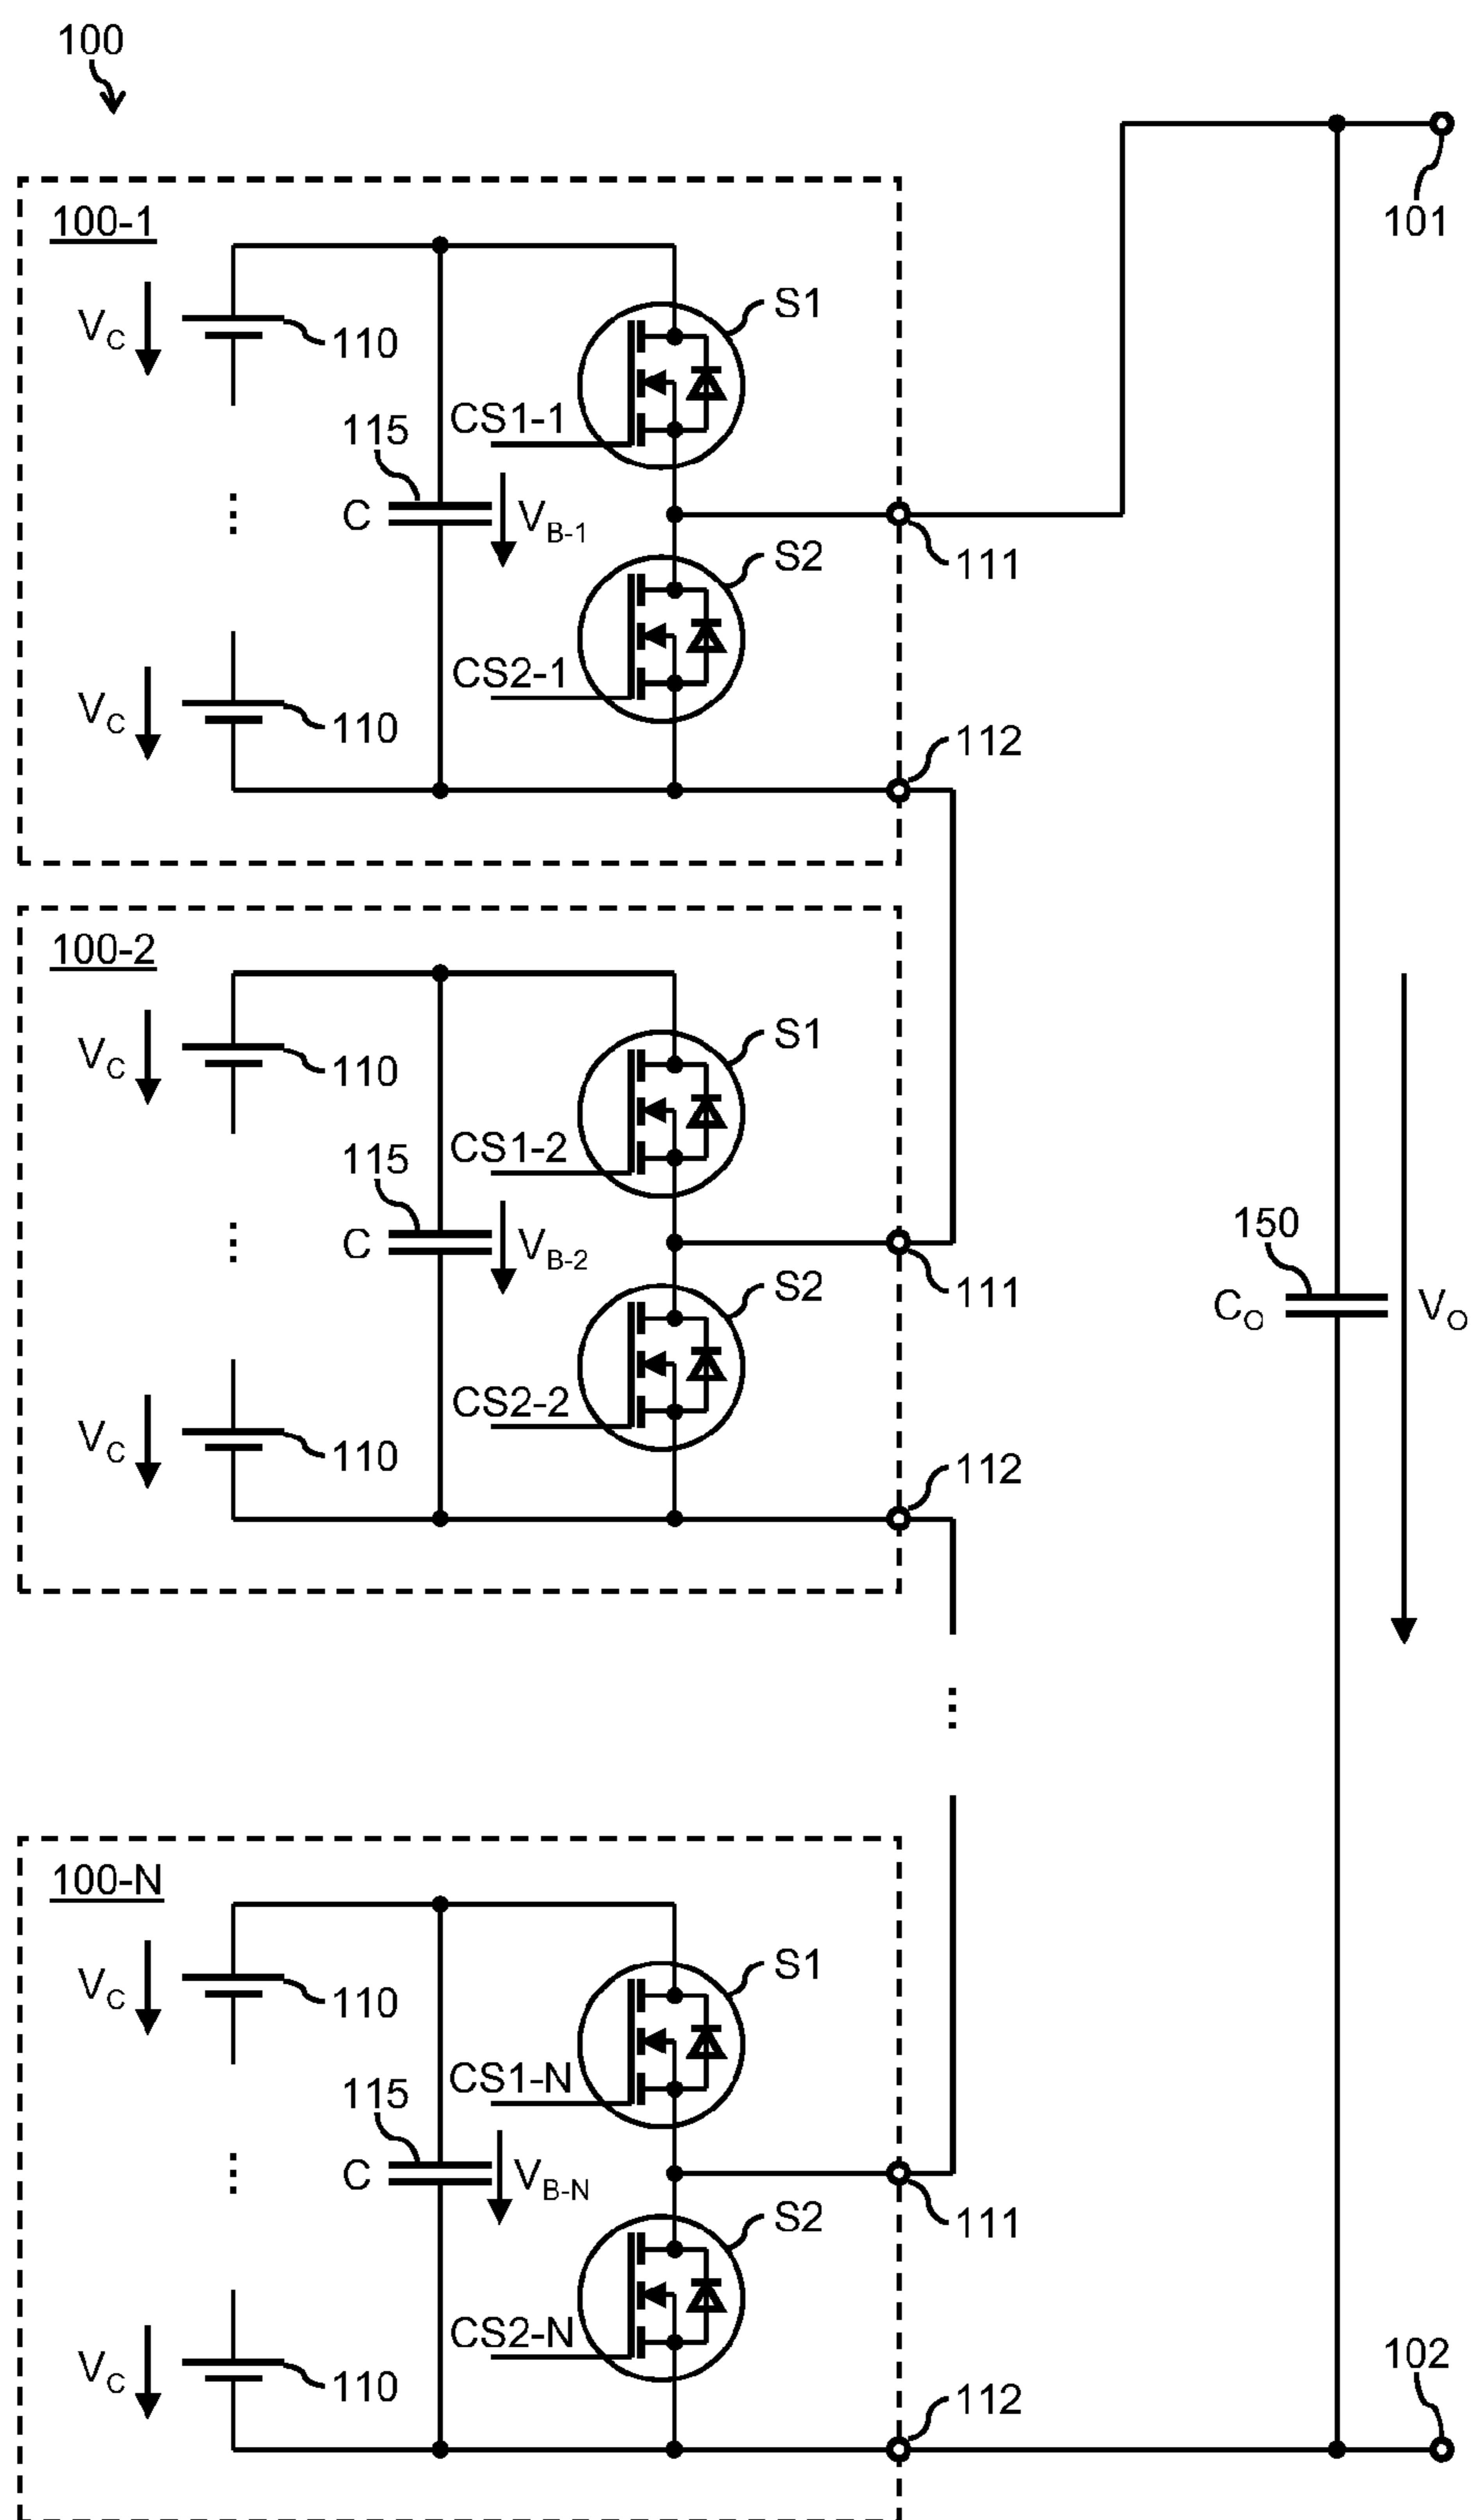 100
101
100-1
VC
110
S1
CS1-1
115
C
VB-1
111
S2
CS2-1
VC
110
112
100-2
VC
110
S1
CS1-2
115
C
VB-2
111
S2
CS2-2
VC
110
112
150
CO
VO
100-N
VC
110
S1
CS1-N
115
C
VB-N
111
S2
CS2-N
VC
110
112
102